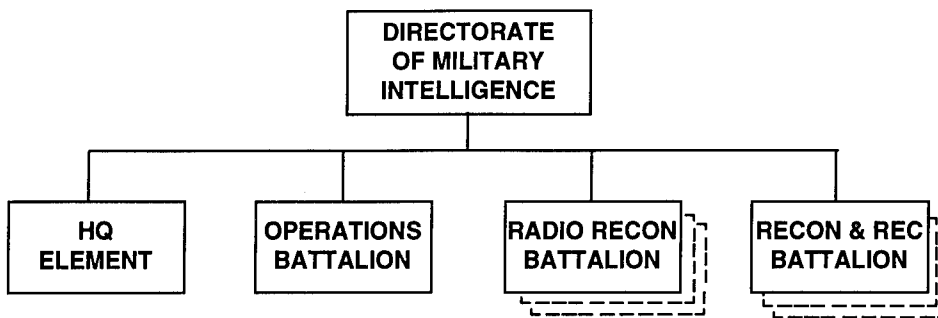 DIRECTORATE
OF MILITARY
INTELLIGENCE
HQ
ELEMENT
OPERATIONS
BATTALION
RADIO RECON
BATTALION
RECON & REC
BATTALION